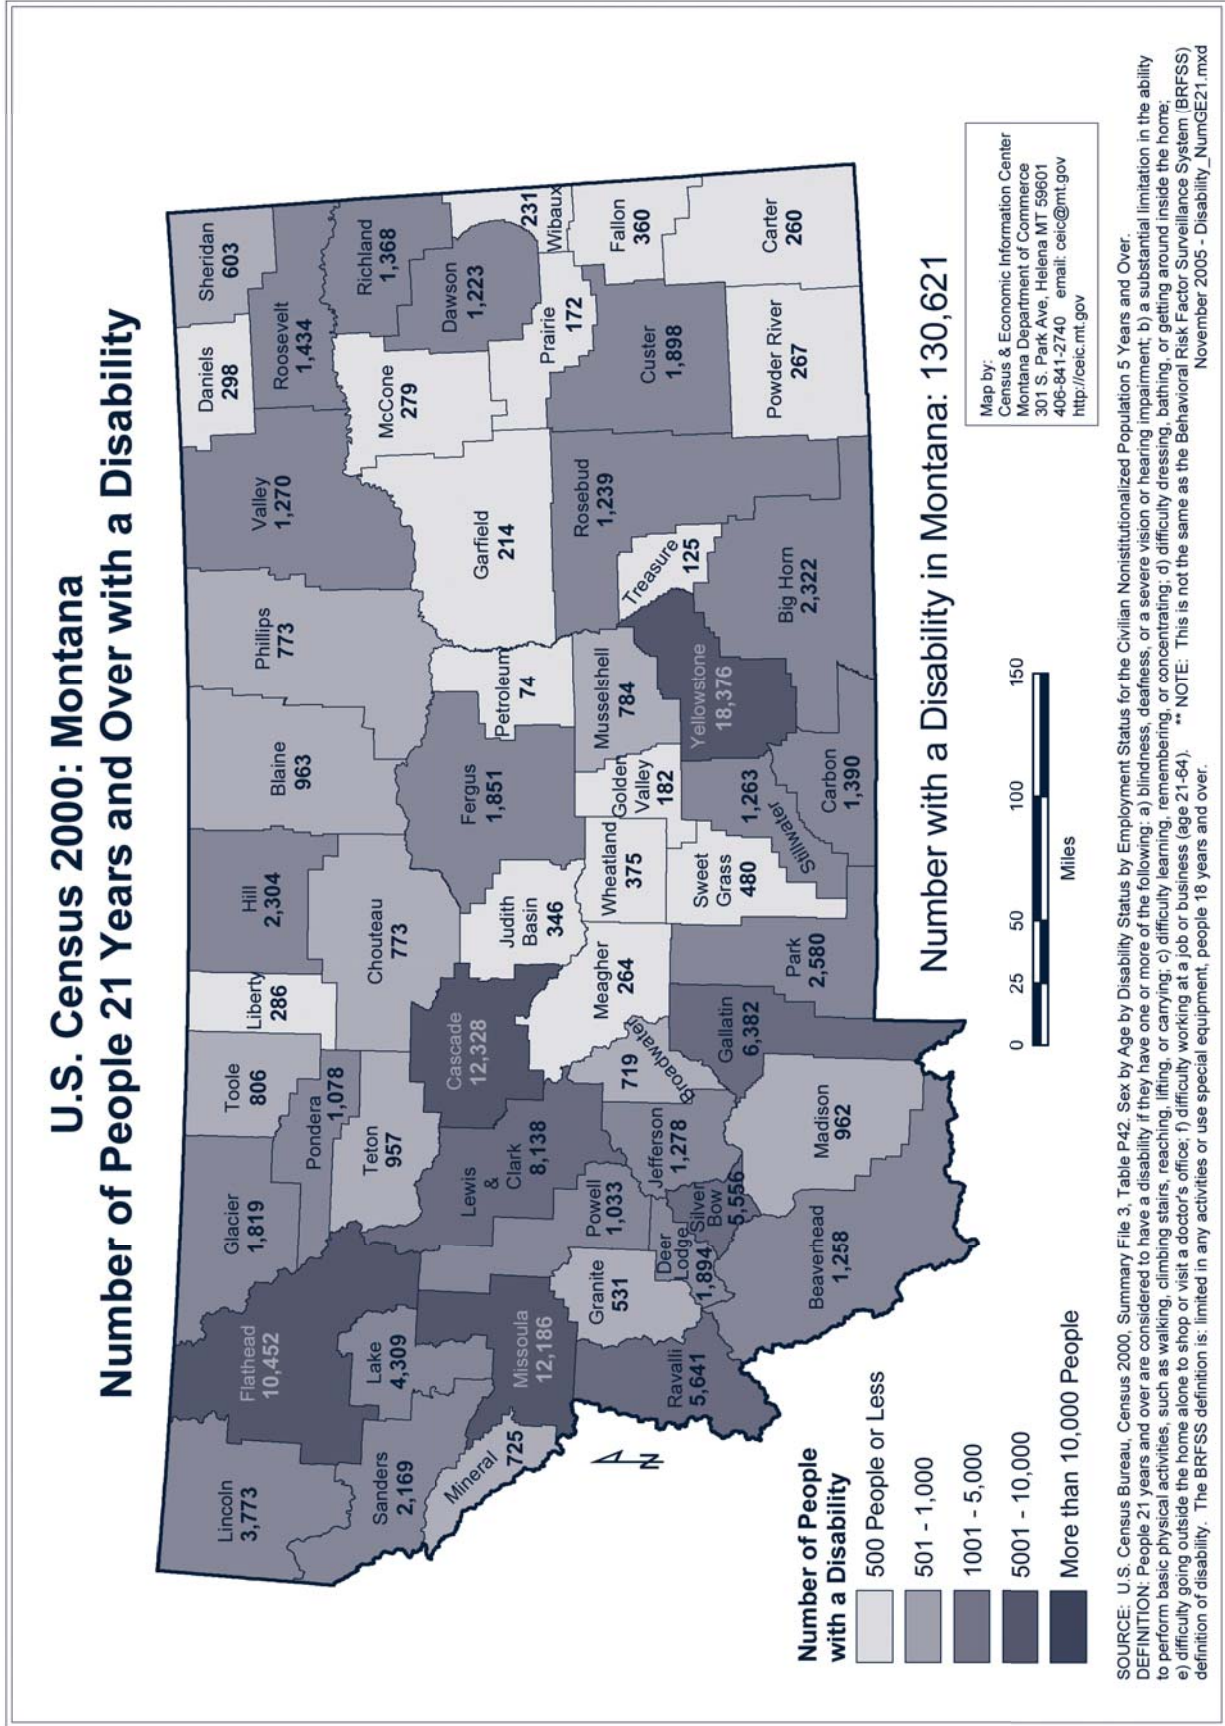 U.S. Census 2000: Montana
Number of People 21 Years and Over with a Disability
Lincoln
3,773
Flathead
10,452
Glacier
1,819
Toole
806
Liberty
286
Hill
2,304
Blaine
963
Phillips
773
Valley
1,270
Daniels
298
Sheridan
603
Roosevelt
1,434
Sanders
2,169
Lake
4,309
Pondera
1,078
Teton
957
Chouteau
773
McCone
279
Richland
1,368
Mineral
725
Missoula
12,186
Lewis
&
Clark
8,138
Cascade
12,328
Judith
Basin
346
Fergus
1,851
Petroleum
74
Garfield
214
Dawson
1,223
Prairie
172
231
Wibaux
Powell
1,033
Granite
531
Meagher
264
Wheatland
375
Golden
Valley
182
Musselshell
784
Treasure
125
Rosebud
1,239
Custer
1,898
Fallon
360
Ravalli
5,641
Deer
Lodge
1,894
Silver
Bow
5,556
Jefferson
1,278
719
Broadwater
Gallatin
6,382
Park
2,580
Sweet
Grass
480
1,263
Stillwater
Yellowstone
18,376
Carbon
1,390
Big Horn
2,322
Powder River
267
Carter
260
Beaverhead
1,258
Madison
962
N
Number with a Disability in Montana: 130,621
Number of People
with a Disability
500 People or Less
501 - 1,000
1001 - 5,000
5001 - 10,000
More than 10,000 People
0 25 50 100 150
Miles
Map by:
Census & Economic Information Center
Montana Department of Commerce
301 S. Park Ave, Helena MT 59601
406-841-2740 email: ceic@mt.gov
http://ceic.mt.gov
SOURCE: U.S. Census Bureau, Census 2000, Summary File 3, Table P42. Sex by Age by Disability Status by Employment Status for the Civilian Nonistitutionalized Population 5 Years and Over.
DEFINITION: People 21 years and over are considered to have a disability if they have one or more of the following: a) blindness, deafness, or a severe vision or hearing impairment; b) a substantial limitation in the ability
to perform basic physical activities, such as walking, climbing stairs, reaching, lifting, or carrying; c) difficulty learning, remembering, or concentrating; d) difficulty dressing, bathing, or getting around inside the home;
e) difficulty going outside the home alone to shop or visit a doctor's office; f) difficulty working at a job or business (age 21-64). ** NOTE: This is not the same as the Behavioral Risk Factor Surveillance System (BRFSS)
definition of disability. The BRFSS definition is: limited in any activities or use special equipment, people 18 years and over. November 2005 - Disability_NumGE21.mxd